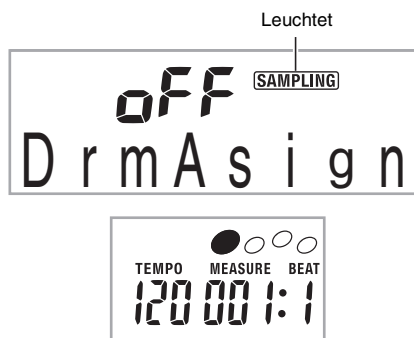 Leuchtet
oFF SAMPLING
DrmAsign
TEMPO MEASURE BEAT
120 001:1